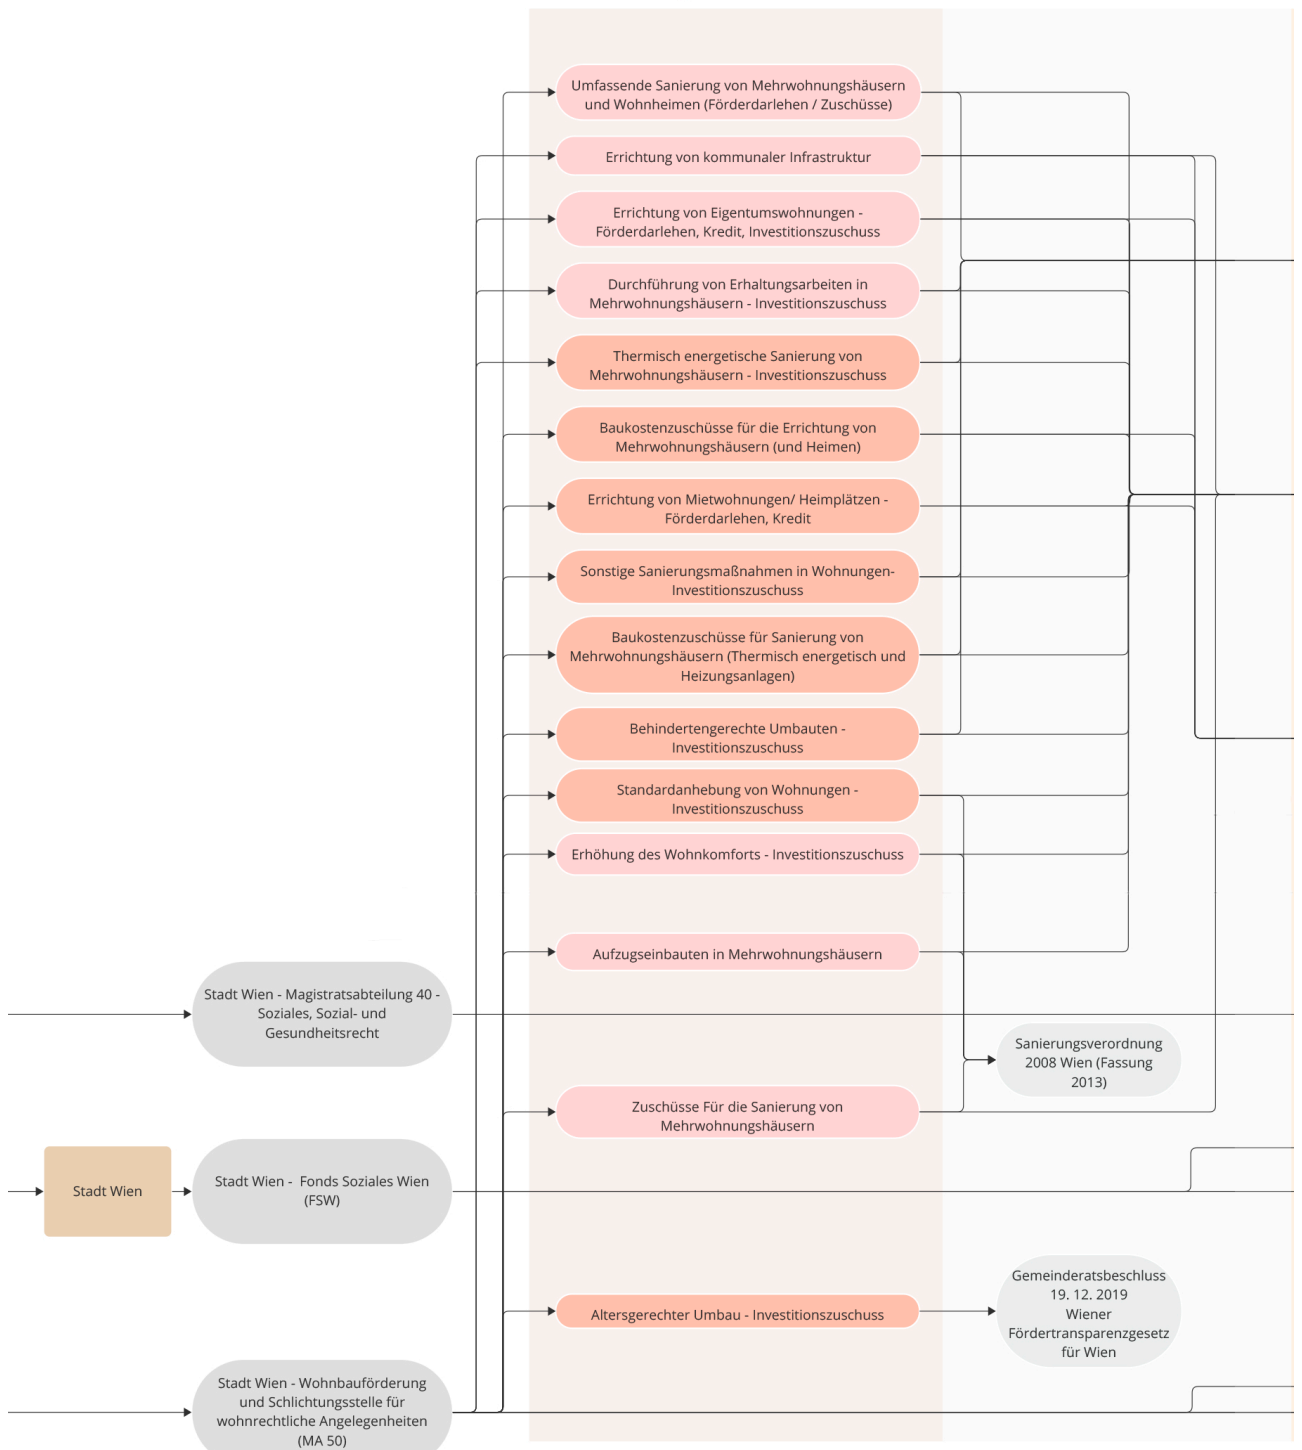 Umfassende Sanierung von Mehrwohnungshäusern
und Wohnheimen (Förderdarlehen / Zuschüsse)
Errichtung von kommunaler Infrastruktur
Errichtung von Eigentumswohnungen -
Förderdarlehen, Kredit, Investitionszuschuss
Durchführung von Erhaltungsarbeiten in
Mehrwohnungshäusern - Investitionszuschuss
Thermisch energetische Sanierung von
Mehrwohnungshäusern - Investitionszuschuss
Baukostenzuschüsse für die Errichtung von
Mehrwohnungshäusern (und Heimen)
Errichtung von Mietwohnungen/ Heimplätzen -
Förderdarlehen, Kredit
Sonstige Sanierungsmaßnahmen in Wohnungen-
Investitionszuschuss
Baukostenzuschüsse für Sanierung von
Mehrwohnungshäusern (Thermisch energetisch und
Heizungsanlagen)
Behindertengerechte Umbauten -
Investitionszuschuss
Standardanhebung von Wohnungen -
Investitionszuschuss
Erhöhung des Wohnkomforts - Investitionszuschuss
Aufzugseinbauten in Mehrwohnungshäusern
Stadt Wien - Magistratsabteilung 40 -
Soziales, Sozial- und
Gesundheitsrecht
Sanierungsverordnung
2008 Wien (Fassung
2013)
Zuschüsse Für die Sanierung von
Mehrwohnungshäusern
Stadt Wien
Stadt Wien -  Fonds Soziales Wien
(FSW)
Gemeinderatsbeschluss
19. 12. 2019
Wiener
Fördertransparenzgesetz
für Wien
Altersgerechter Umbau - Investitionszuschuss
Stadt Wien - Wohnbauförderung
und Schlichtungsstelle für
wohnrechtliche Angelegenheiten
(MA 50)